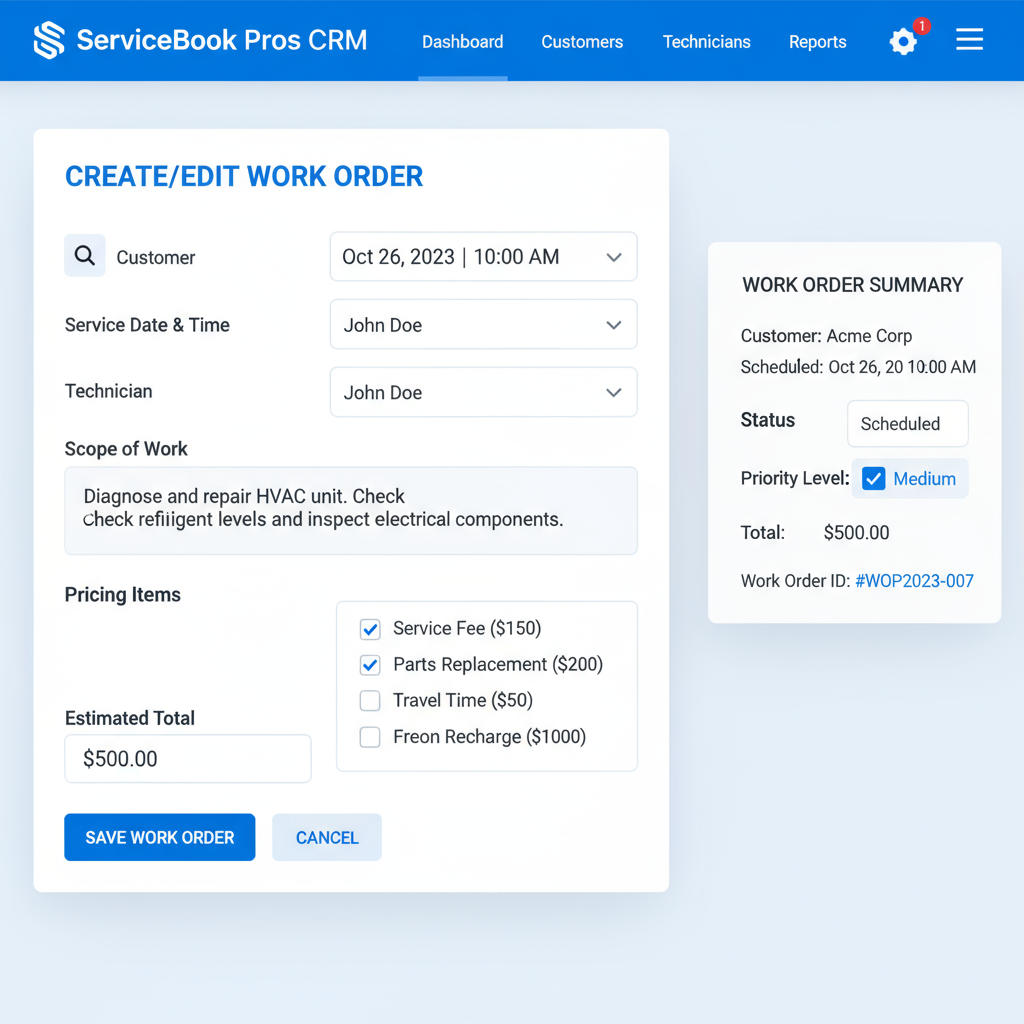 ServiceBook Pros CRM
Dashboard
Customers
Technicians
Reports
1
CREATE/EDIT WORK ORDER
Customer
Oct 26, 2023 | 10:00 AM
Service Date & Time
John Doe
Technician
John Doe
Scope of Work
Diagnose and repair HVAC unit. Check
Check refiligent levels and inspect electrical components.
Pricing Items
Service Fee ($150)
Parts Replacement ($200)
Travel Time ($50)
Freon Recharge ($1000)
Estimated Total
$500.00
SAVE WORK ORDER
CANCEL
WORK ORDER SUMMARY
Customer: Acme Corp
Scheduled: Oct 26, 20 10:00 AM
Status
Scheduled
Priority Level:
Medium
Total:
$500.00
Work Order ID: #WOP2023-007